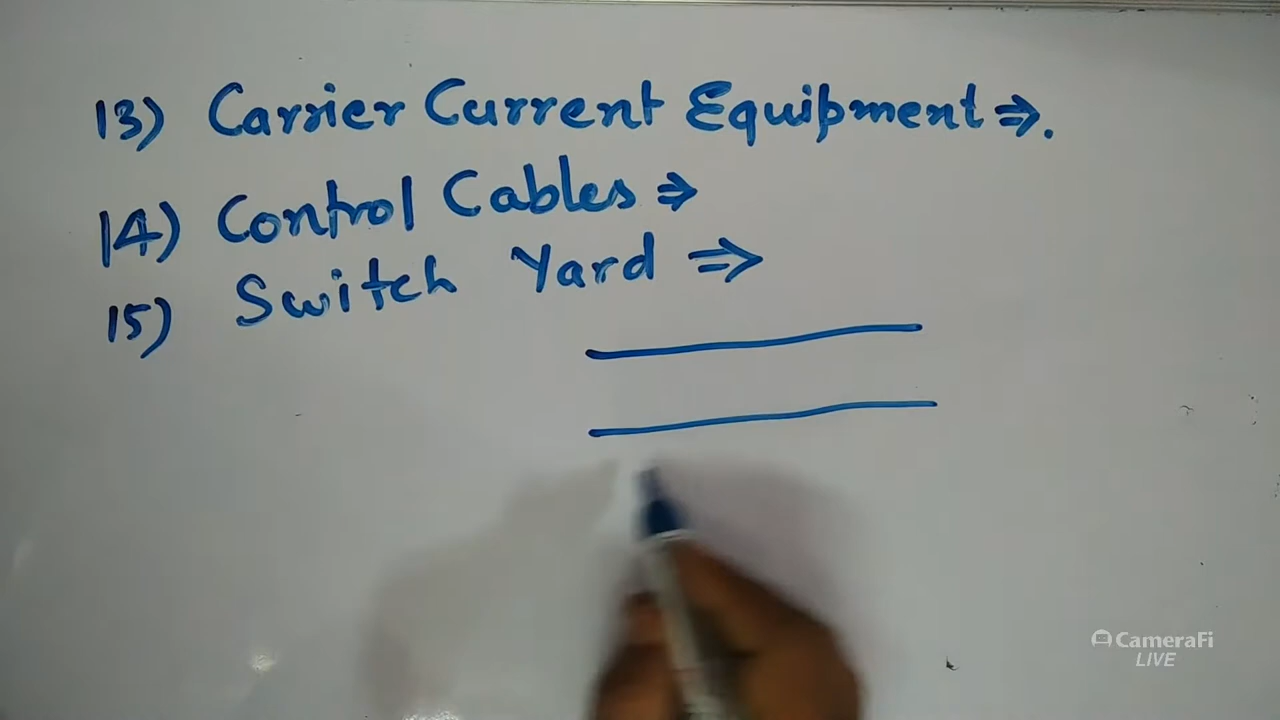 13) Carrier Current Equipment ⇒.
14) Control Cables ⇒
15) Switch Yard ⇒
CameraFi
LIVE